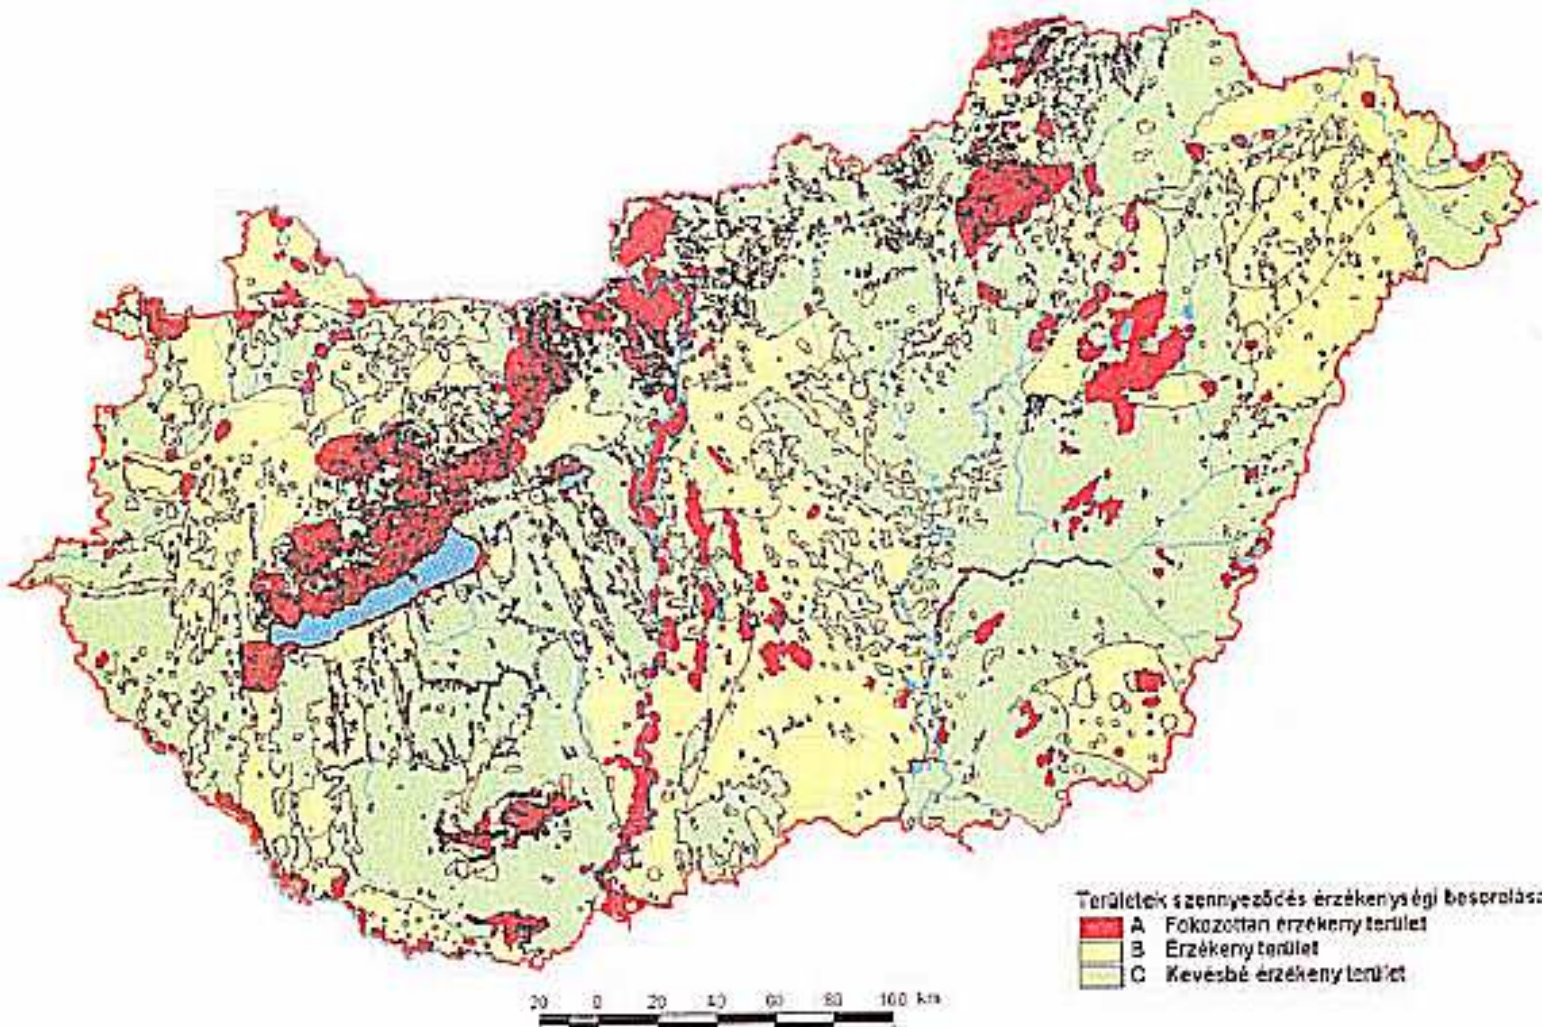 Területek szennyeződés érzékenységi besorolása
A Fokozottan érzékeny terület
B Érzékeny terület
C Kevésbé érzékeny terület
20 0 20 40 60 80 100 km